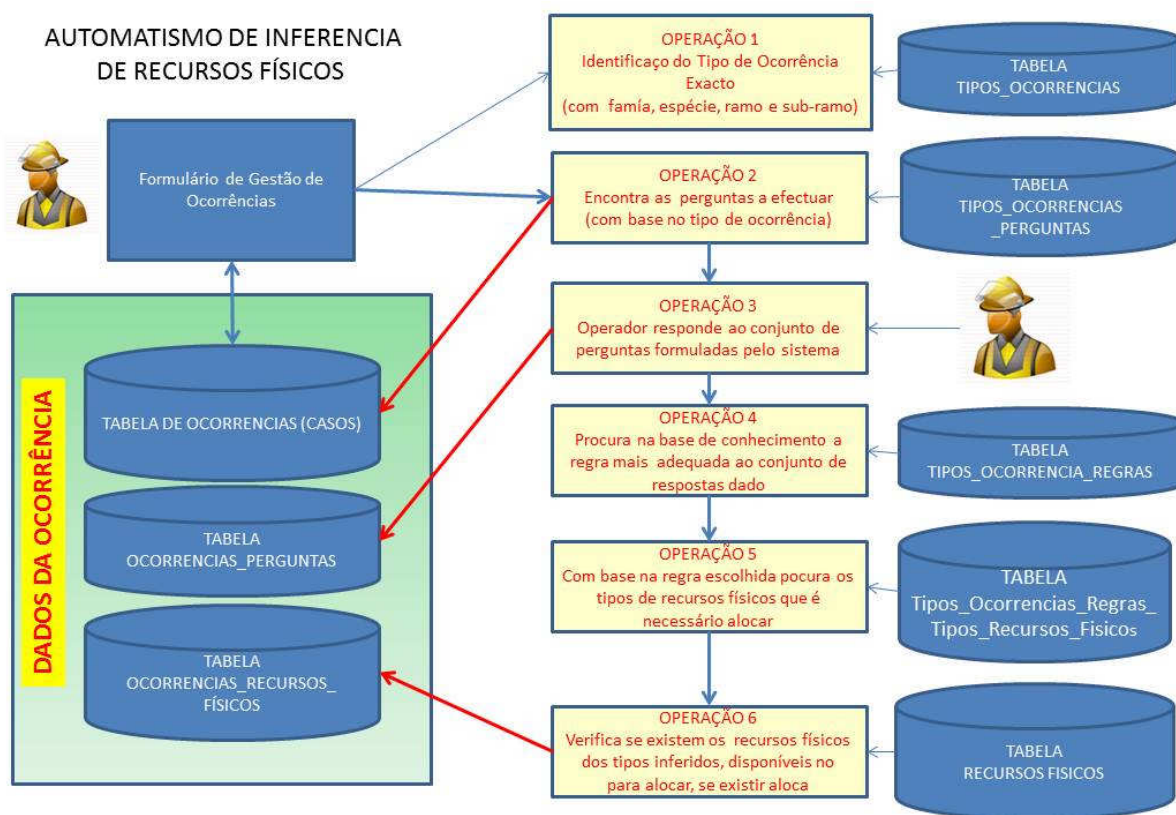 AUTOMATISMO DE INFERENCIA
DE RECURSOS FÍSICOS
Formulário de Gestão de
Ocorrências
DADOS DA OCORRÊNCIA
TABELA DE OCORRENCIAS (CASOS)
TABELA
OCORRENCIAS_PERGUNTAS
TABELA
OCORRENCIAS_RECURSOS_
FÍSICOS
OPERAÇÃO 1
Identificaço do Tipo de Ocorrência
Exacto
(com famía, espécie, ramo e sub-ramo)
TABELA
TIPOS_OCORRENCIAS
OPERAÇÃO 2
Encontra as perguntas a efectuar
(com base no tipo de ocorrência)
TABELA
TIPOS_OCORRENCIAS
_PERGUNTAS
OPERAÇÃO 3
Operador responde ao conjunto de
perguntas formuladas pelo sistema
OPERAÇÃO 4
Procura na base de conhecimento a
regra mais adequada ao conjunto de
respostas dado
TABELA
TIPOS_OCORRENCIA_REGRAS
OPERAÇÃO 5
Com base na regra escolhida pocura os
tipos de recursos físicos que é
necessário alocar
TABELA
Tipos_Ocorrencias_Regras_
Tipos_Recursos_Fisicos
OPERAÇÃO 6
Verifica se existem os recursos físicos
dos tipos inferidos, disponíveis no
para alocar, se existir aloca
TABELA
RECURSOS FISICOS